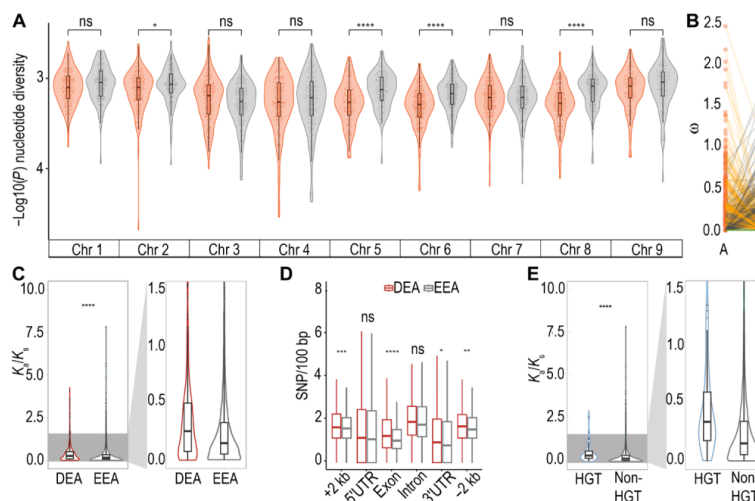 A
B
ns
*
ns
ns
****
****
ns
****
ns
−Log10(P) nucleotide diversity
3
4
Chr 1
Chr 2
Chr 3
Chr 4
Chr 5
Chr 6
Chr 7
Chr 8
Chr 9
ω
2.5
2.0
1.5
1.0
0.5
0.0
A
C
Ka/Ks
10.0
7.5
5.0
2.5
0.0
****
DEA
EEA
1.5
1.0
0.5
0.0
DEA
EEA
D
DEA
EEA
SNP/100 bp
8
6
4
2
0
***
ns
****
ns
*
**
+2 kb
5'UTR
Exon
Intron
3'UTR
−2 kb
E
Ka/Ks
10.0
7.5
5.0
2.5
0.0
****
HGT
Non-
HGT
1.5
1.0
0.5
0.0
HGT
Non-